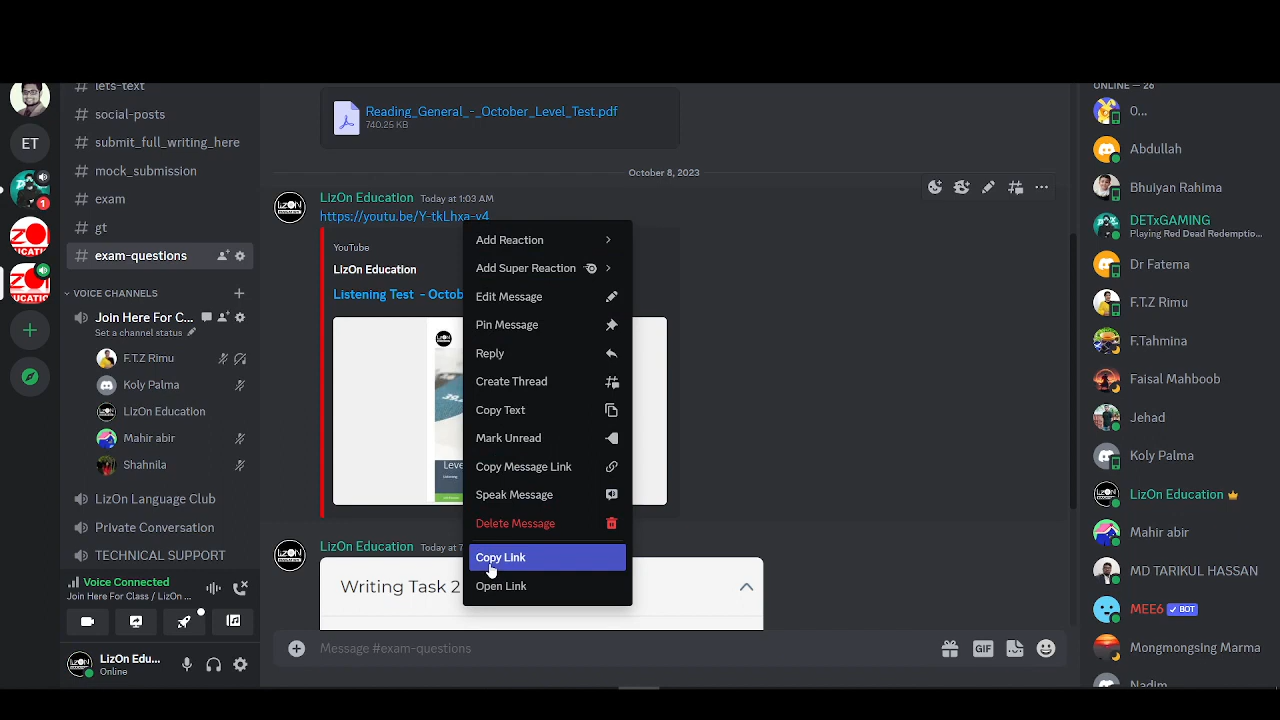 lets-text
social-posts
submit_full_writing_here
mock_submission
exam
gt
exam-questions
VOICE CHANNELS
Join Here For C...
Set a channel status
F.T.Z Rimu
Koly Palma
LizOn Education
Mahir abir
Shahnila
LizOn Language Club
Private Conversation
TECHNICAL SUPPORT
Voice Connected
Join Here For Class / LizOn ...
LizOn Edu...
Online
ET
1
Reading_General_-_October_Level_Test.pdf
740.25 KB
October 8, 2023
LIzOn Education Today at 1:03 AM
https://youtu.be/Y-tkLhxa-v4
YouTube
LizOn Education
Listening Test - Octob
Add Reaction
Add Super Reaction
Edit Message
Pin Message
Reply
Create Thread
Copy Text
Mark Unread
Copy Message Link
Speak Message
Delete Message
Copy Link
Open Link
LizOn Education Today at 7
Writing Task 2
Message #exam-questions
GIF
ONLINE — 26
O...
Abdullah
Bhuiyan Rahima
DETxGAMING
Playing Red Dead Redemptio...
Dr Fatema
F.T.Z Rimu
F.Tahmina
Faisal Mahboob
Jehad
Koly Palma
LIzOn Education
Mahir abir
MD TARIKUL HASSAN
MEE6 BOT
Mongmongsing Marma
Nadim